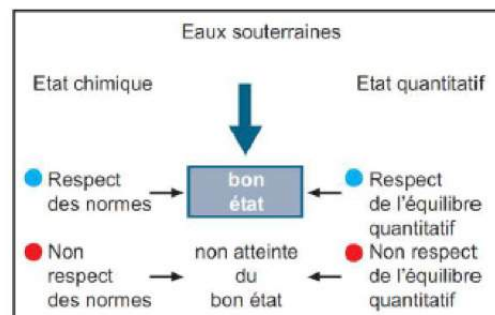 Eaux souterraines
Etat chimique
Etat quantitatif
Respect
des normes
bon
état
Respect
de l'équilibre
quantitatif
Non
respect
des normes
non atteinte
du
bon état
Non respect
de l'équilibre
quantitatif